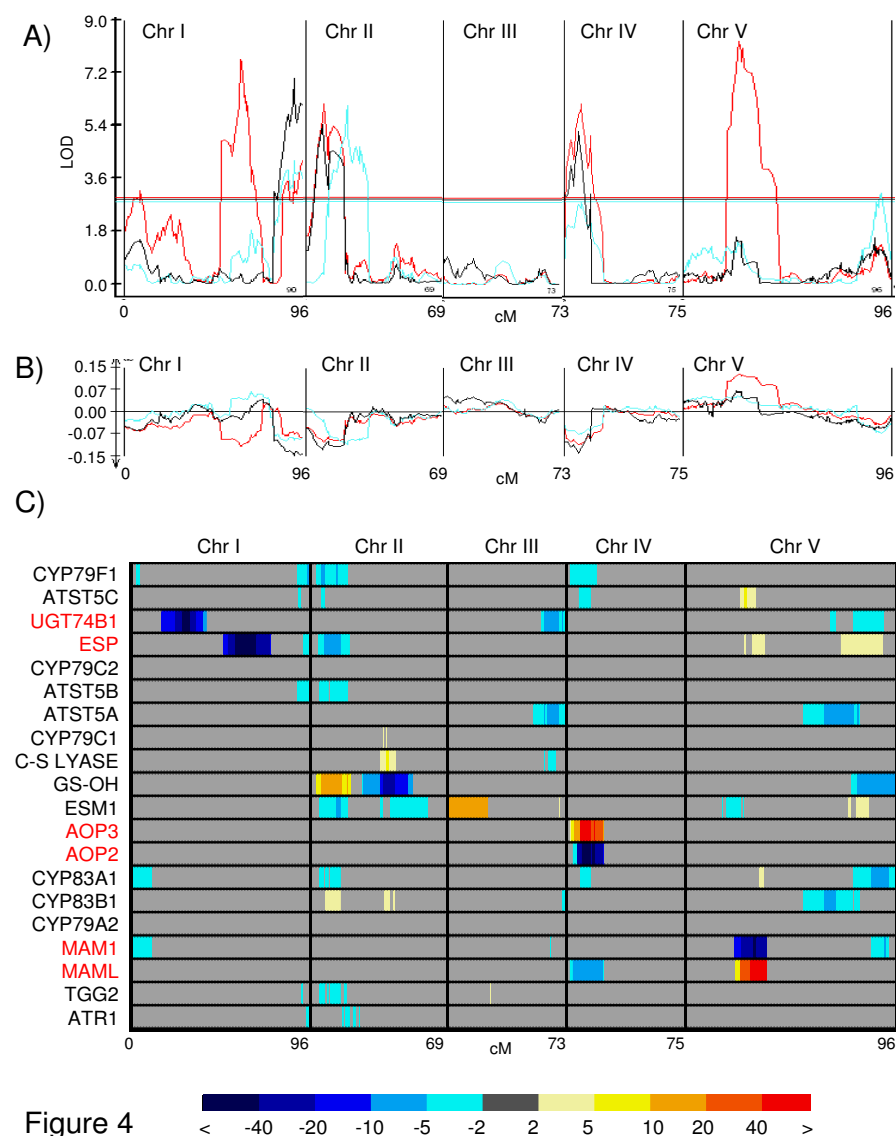 A)
Chr I Chr II Chr III Chr IV Chr V
9.0
7.2
5.4
3.6
1.8
0.0
LOD
90 69 73 75 96
0 96 69 cM 73 75 96
B)
Chr I Chr II Chr III Chr IV Chr V
0.15
0.07
0.00
-0.07
-0.15
0 96 69 cM 73 75 96
C)
Chr I Chr II Chr III Chr IV Chr V
CYP79F1
ATST5C
UGT74B1
ESP
CYP79C2
ATST5B
ATST5A
CYP79C1
C-S LYASE
GS-OH
ESM1
AOP3
AOP2
CYP83A1
CYP83B1
CYP79A2
MAM1
MAML
TGG2
ATR1
0 96 69 cM 73 75 96
Figure 4
< -40 -20 -10 -5 -2 2 5 10 20 40 >